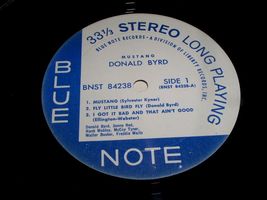 33⅓ STEREO LONG PLAYING
BLUE NOTE RECORDS • A DIVISION OF LIBERTY RECORDS, INC.
MUSTANG
DONALD BYRD
BNST 84238
SIDE 1
(BNST 84238-A)
1. MUSTANG (Sylvester Kyner)
2. FLY LITTLE BIRD FLY (Donald Byrd)
3. I GOT IT BAD AND THAT AIN'T GOOD
(Ellington-Webster)
Donald Byrd, Sonny Red,
Hank Mobley, McCoy Tyner,
Walter Booker, Freddie Waits
BLUE
NOTE